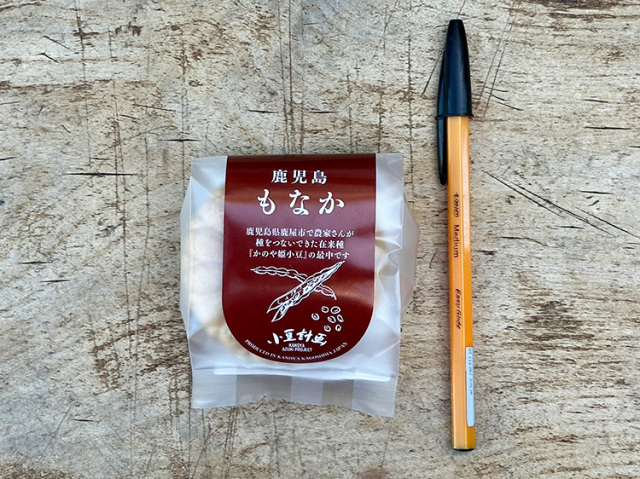 鹿児島
もなか
鹿児島県鹿屋市で農家さんが
種をつないできた在来種
『かのや姫小豆』の最中です
小豆計画
KANOYA
AZUKI PROJECT
PRODUCED IN KANOYA KAGOSHIMA JAPAN
Medium
Easy Glide